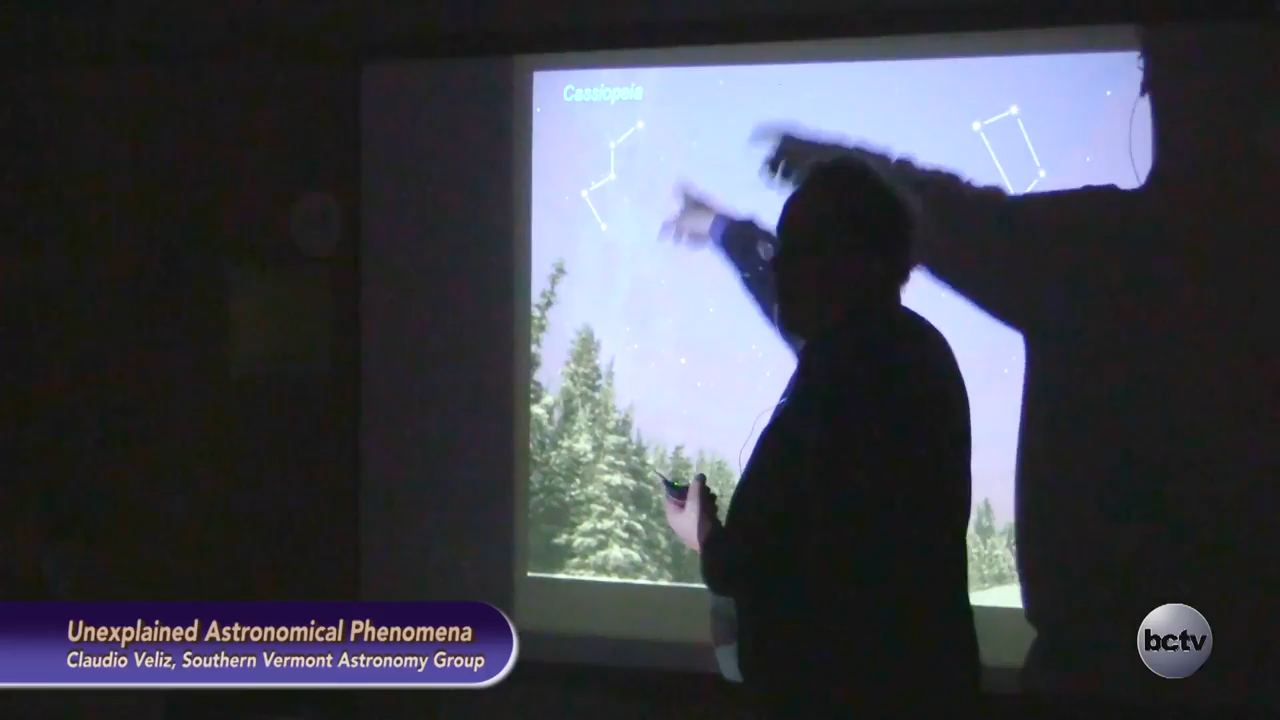 Cassiopeia
Unexplained Astronomical Phenomena
Claudio Veliz, Southern Vermont Astronomy Group
bctv